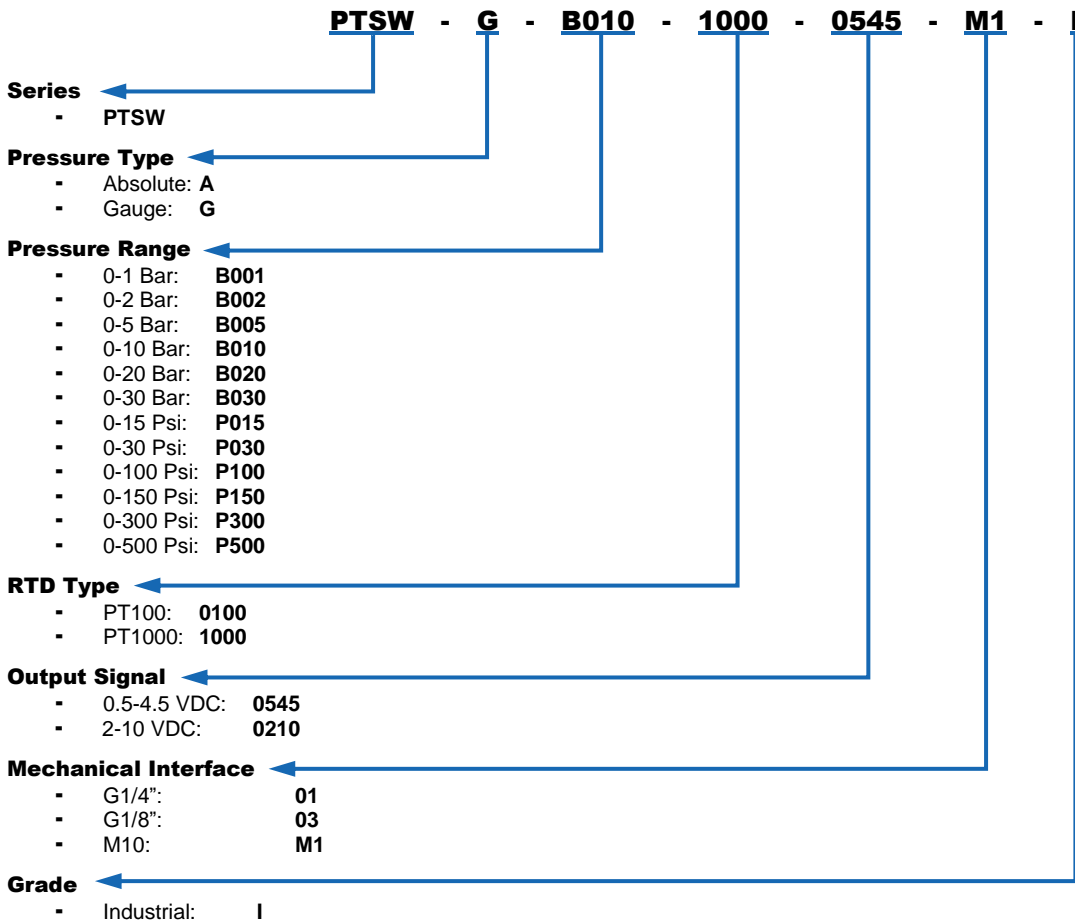 PTSW - G - B010 - 1000 - 0545 - M1 -
Series
- PTSW
Pressure Type
- Absolute: A
- Gauge: G
Pressure Range
- 0-1 Bar: B001
- 0-2 Bar: B002
- 0-5 Bar: B005
- 0-10 Bar: B010
- 0-20 Bar: B020
- 0-30 Bar: B030
- 0-15 Psi: P015
- 0-30 Psi: P030
- 0-100 Psi: P100
- 0-150 Psi: P150
- 0-300 Psi: P300
- 0-500 Psi: P500
RTD Type
- PT100: 0100
- PT1000: 1000
Output Signal
- 0.5-4.5 VDC: 0545
- 2-10 VDC: 0210
Mechanical Interface
- G1/4”: 01
- G1/8”: 03
- M10: M1
Grade
- Industrial: I